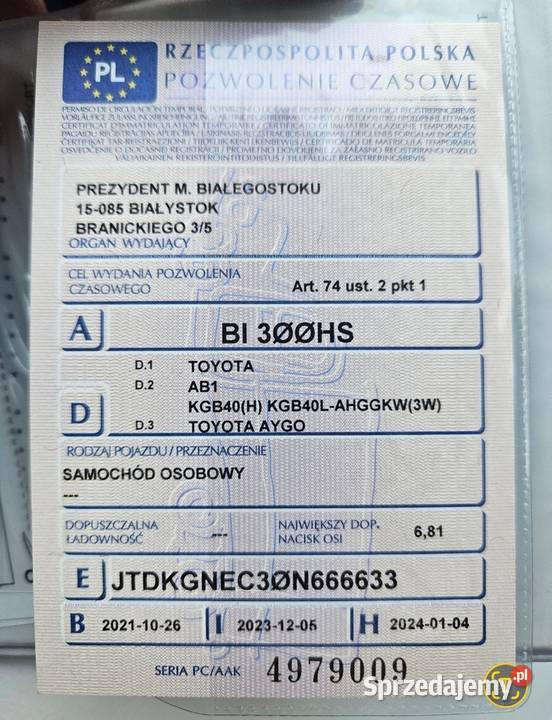 PL
RZECZPOSPOLITA POLSKA
POZWOLENIE CZASOWE
PREZYDENT M. BIAŁEGOSTOKU
15-085 BIAŁYSTOK
BRANICKIEGO 3/5
ORGAN WYDAJĄCY
CEL WYDANIA POZWOLENIA
CZASOWEGO
Art. 74 ust. 2 pkt 1
A
BI 3ØØHS
D.1 TOYOTA
D.2 AB1
KGB40(H) KGB40L-AHGGKW(3W)
D
D.3 TOYOTA AYGO
RODZAJ POJAZDU/PRZEZNACZENIE
SAMOCHÓD OSOBOWY
---
DOPUSZCZALNA
ŁADOWNOŚĆ
---
NAJWIĘKSZY DOP.
NACISK OSI
6,81
E JTDKGNEC3ØN666633
B 2021-10-26 I 2023-12-05 H 2024-01-04
SERIA PC/AAK 4979009
Sprzedajemy.pl